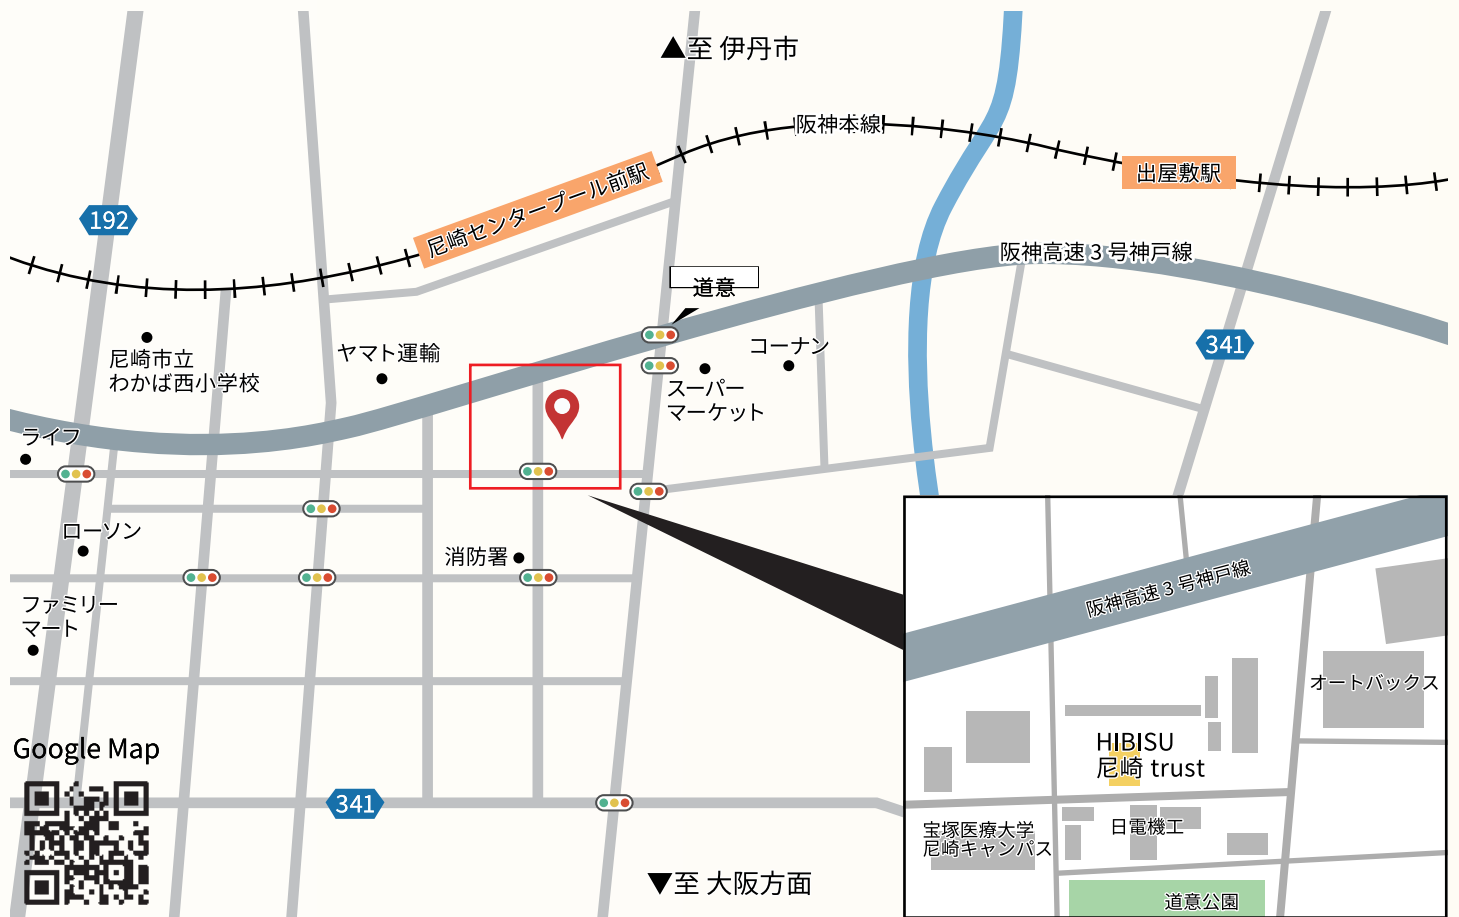 ▲至 伊丹市
阪神本線
出屋敷駅
尼崎センタープール前駅
192
阪神高速3号神戸線
道意
341
尼崎市立
わかば西小学校
ヤマト運輸
コーナン
スーパー
マーケット
ライフ
ローソン
消防署
ファミリー
マート
阪神高速3号神戸線
オートバックス
HIBISU
尼崎 trust
Google Map
341
宝塚医療大学
尼崎キャンパス
日電機工
道意公園
▼至 大阪方面